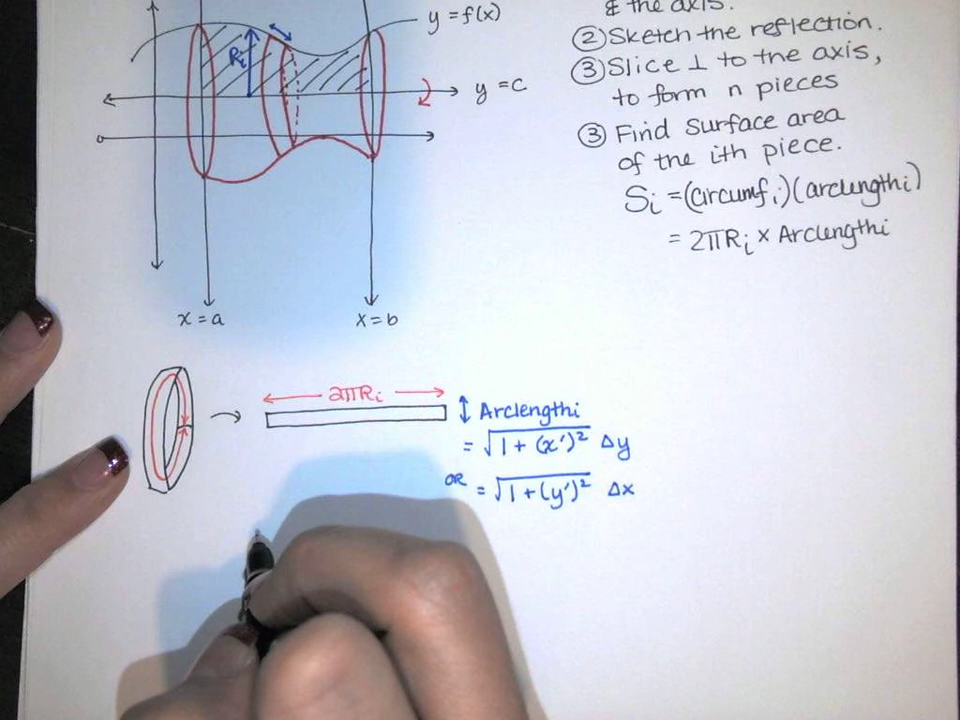 y = f(x)
Ri
y = c
x = a
x = b
& the axis.
② Sketch the reflection.
③ Slice ⊥ to the axis,
to form n pieces
③ Find surface area
of the ith piece.
Si = (circumf i)(arclengthi)
= 2πRi × Arclengthi
2πRi
Arclengthi
= √1 + (x')² Δy
OR = √1 + (y')² Δx